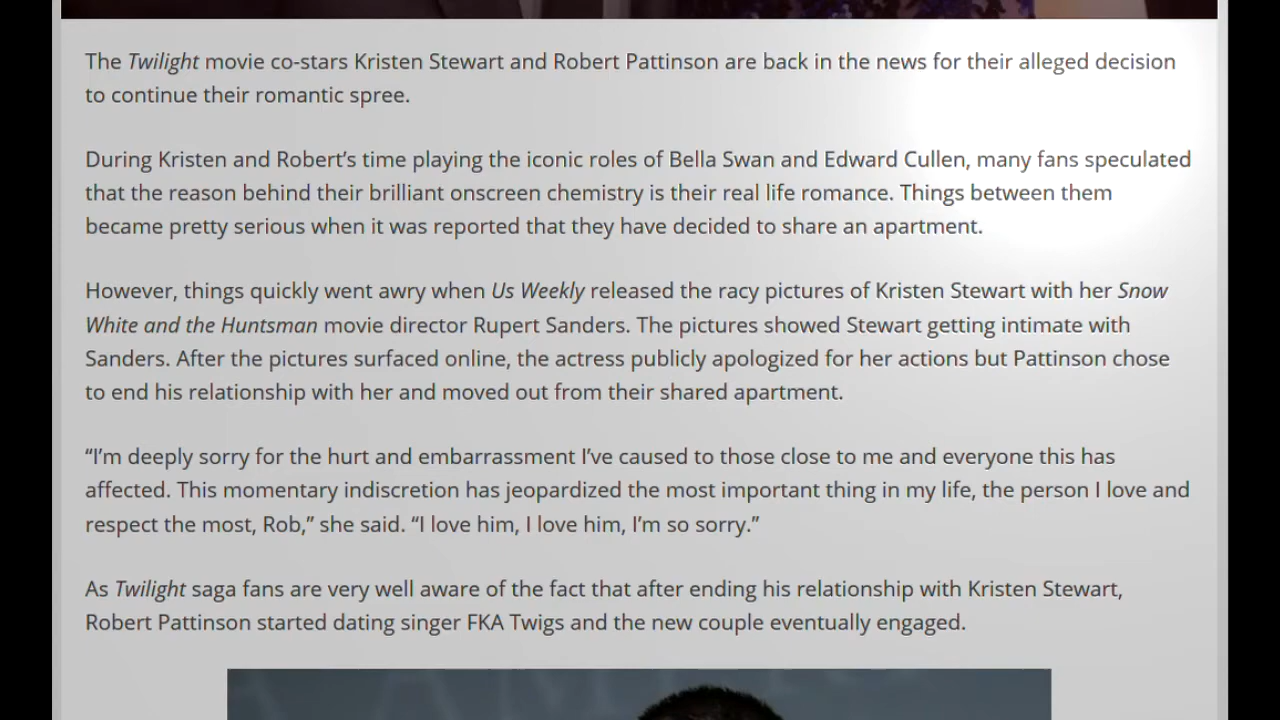 The Twilight movie co-stars Kristen Stewart and Robert Pattinson are back in the news for their alleged decision
to continue their romantic spree.
During Kristen and Robert’s time playing the iconic roles of Bella Swan and Edward Cullen, many fans speculated
that the reason behind their brilliant onscreen chemistry is their real life romance. Things between them
became pretty serious when it was reported that they have decided to share an apartment.
However, things quickly went awry when Us Weekly released the racy pictures of Kristen Stewart with her Snow
White and the Huntsman movie director Rupert Sanders. The pictures showed Stewart getting intimate with
Sanders. After the pictures surfaced online, the actress publicly apologized for her actions but Pattinson chose
to end his relationship with her and moved out from their shared apartment.
“I’m deeply sorry for the hurt and embarrassment I’ve caused to those close to me and everyone this has
affected. This momentary indiscretion has jeopardized the most important thing in my life, the person I love and
respect the most, Rob,” she said. “I love him, I love him, I’m so sorry.”
As Twilight saga fans are very well aware of the fact that after ending his relationship with Kristen Stewart,
Robert Pattinson started dating singer FKA Twigs and the new couple eventually engaged.